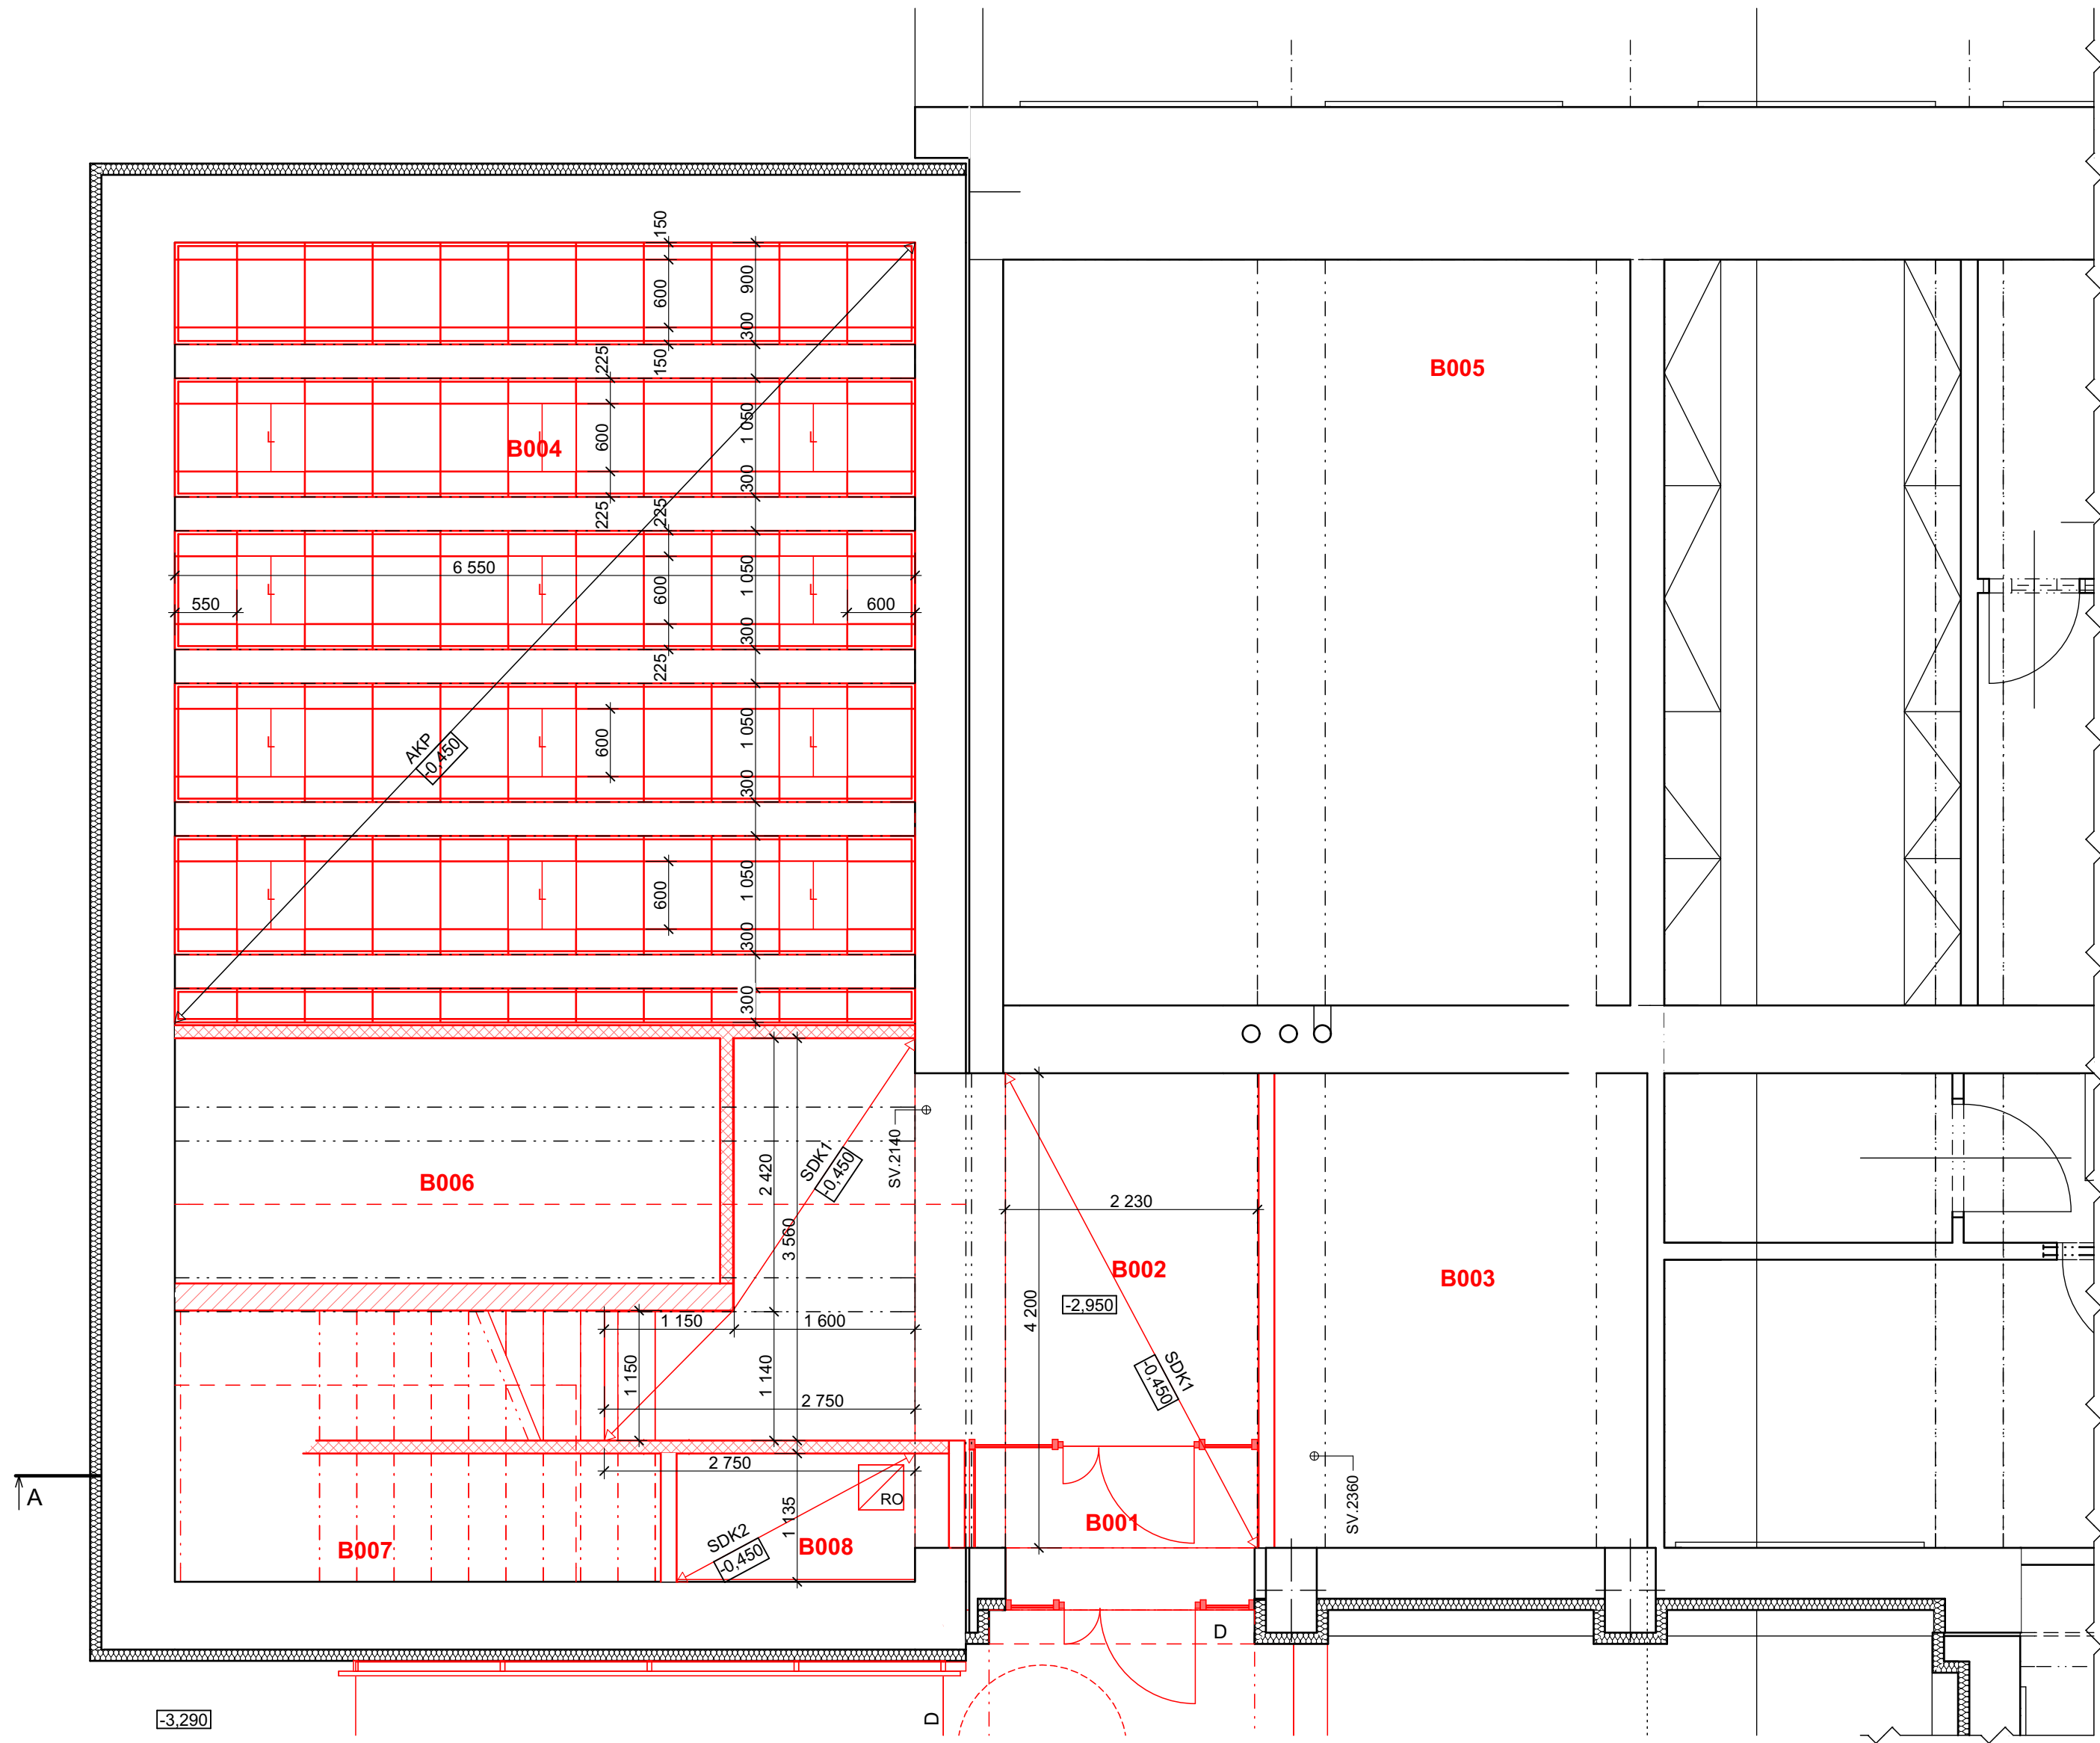 150
900
600
300
150
225
B005
1 050
600
B004
300
225
225
6 550
1 050
600
550
600
300
225
1 050
600
AKP
-0,450
300
1 050
600
300
300
SV.2140
SDK1
-0,450
2 420
B006
2 230
3 560
B002
B003
-2,950
4 200
1 150
1 600
1 150
1 140
SDK1
-0,450
2 750
2 750
RO
1 135
SV.2360
A
B001
SDK2
-0,450
B008
B007
D
D
-3,290